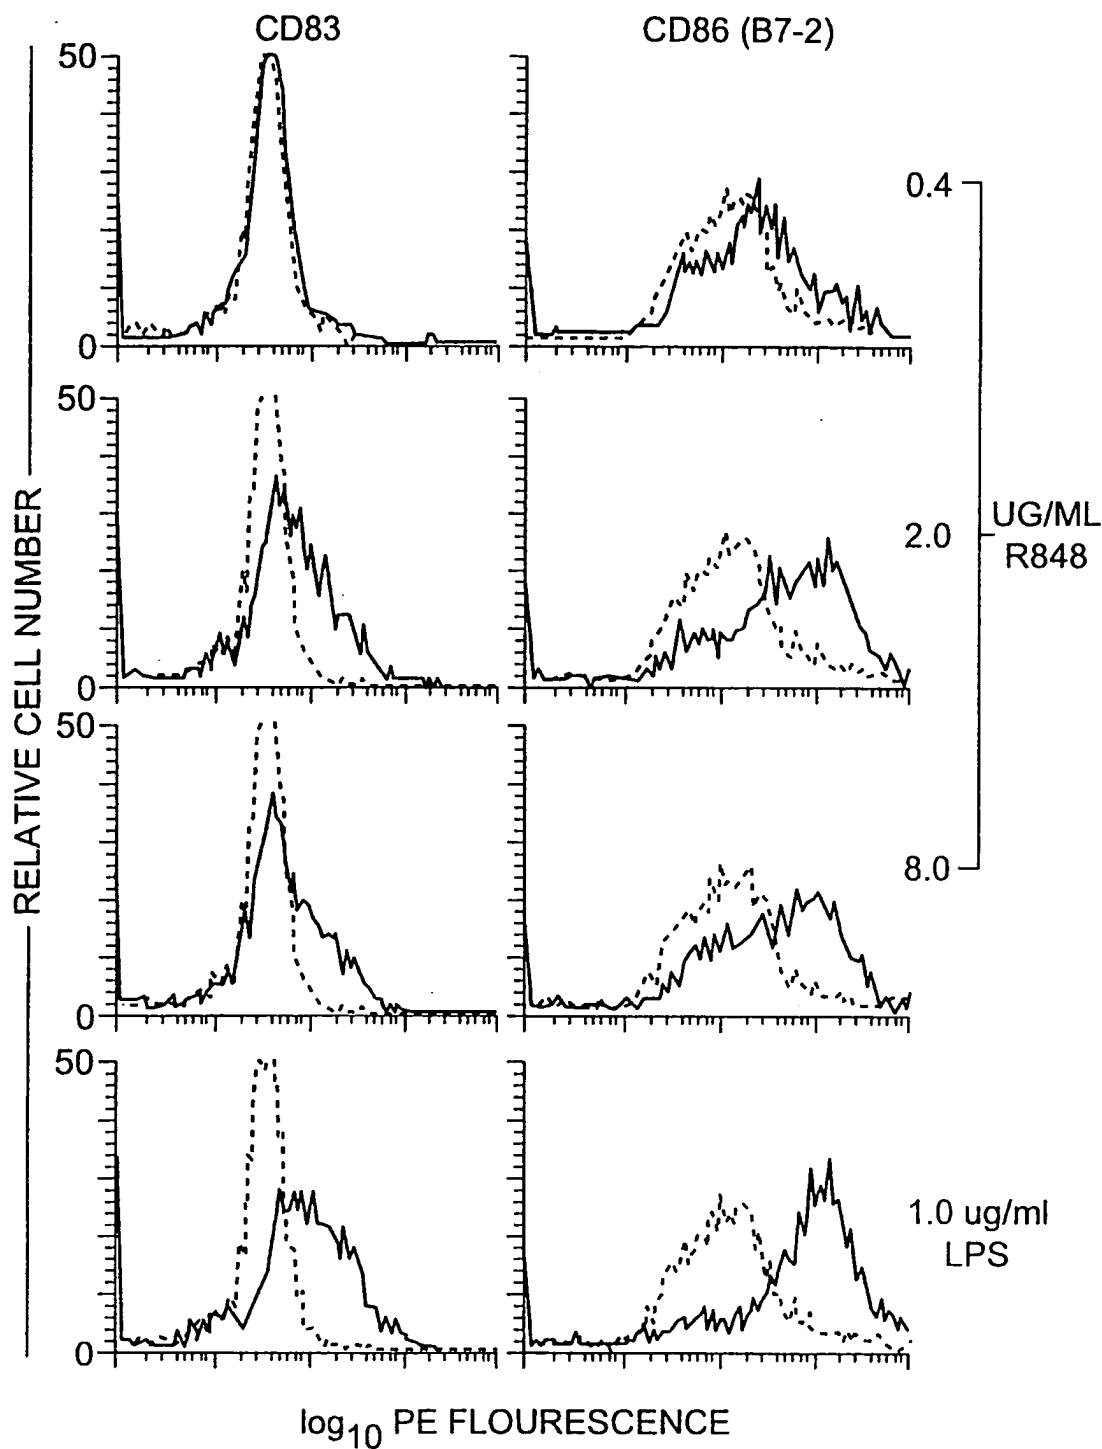 CD83
CD86 (B7-2)
50
0
0.4
50
0
2.0
UG/ML
R848
50
0
8.0
50
0
1.0 ug/ml
LPS
RELATIVE CELL NUMBER
log10 PE FLOURESCENCE